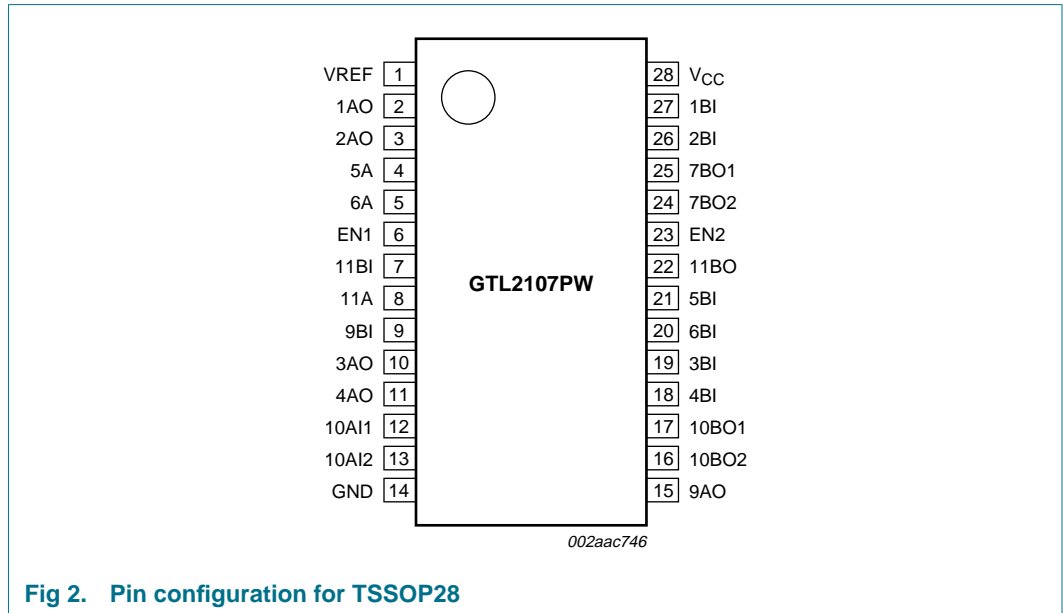 VREF 1 28 VCC
1AO 2 27 1BI
2AO 3 26 2BI
5A 4 25 7BO1
6A 5 24 7BO2
EN1 6 23 EN2
11BI 7 22 11BO
GTL2107PW
11A 8 21 5BI
9BI 9 20 6BI
3AO 10 19 3BI
4AO 11 18 4BI
10AI1 12 17 10BO1
10AI2 13 16 10BO2
GND 14 15 9AO
002aac746
Fig 2. Pin configuration for TSSOP28